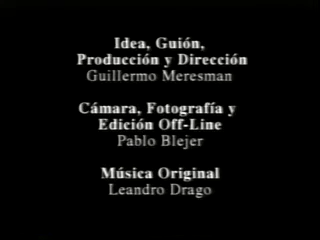 Idea, Guión,
Producción y Dirección
Guillermo Meresman
Cámara, Fotografía y
Edición Off-Line
Pablo Blejer
Música Original
Leandro Drago